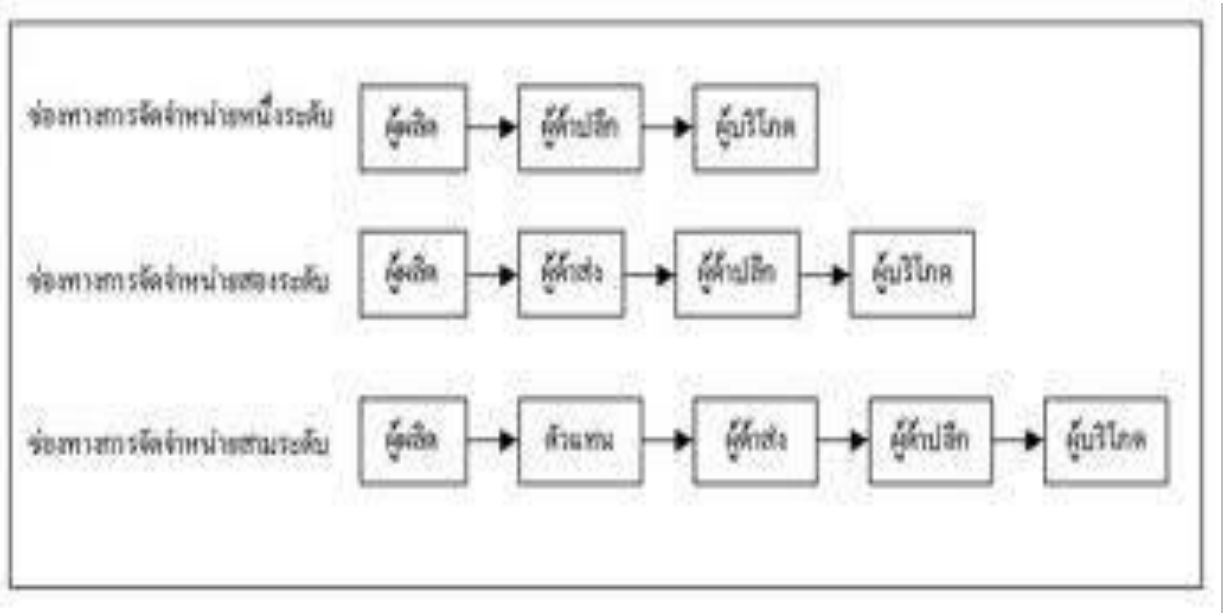 ช่องทางการจัดจำหน่ายหนึ่งระดับ ผู้ผลิต ผู้ค้าปลีก ผู้บริโภค
ช่องทางการจัดจำหน่ายสองระดับ ผู้ผลิต ผู้ค้าส่ง ผู้ค้าปลีก ผู้บริโภค
ช่องทางการจัดจำหน่ายสามระดับ ผู้ผลิต ตัวแทน ผู้ค้าส่ง ผู้ค้าปลีก ผู้บริโภค